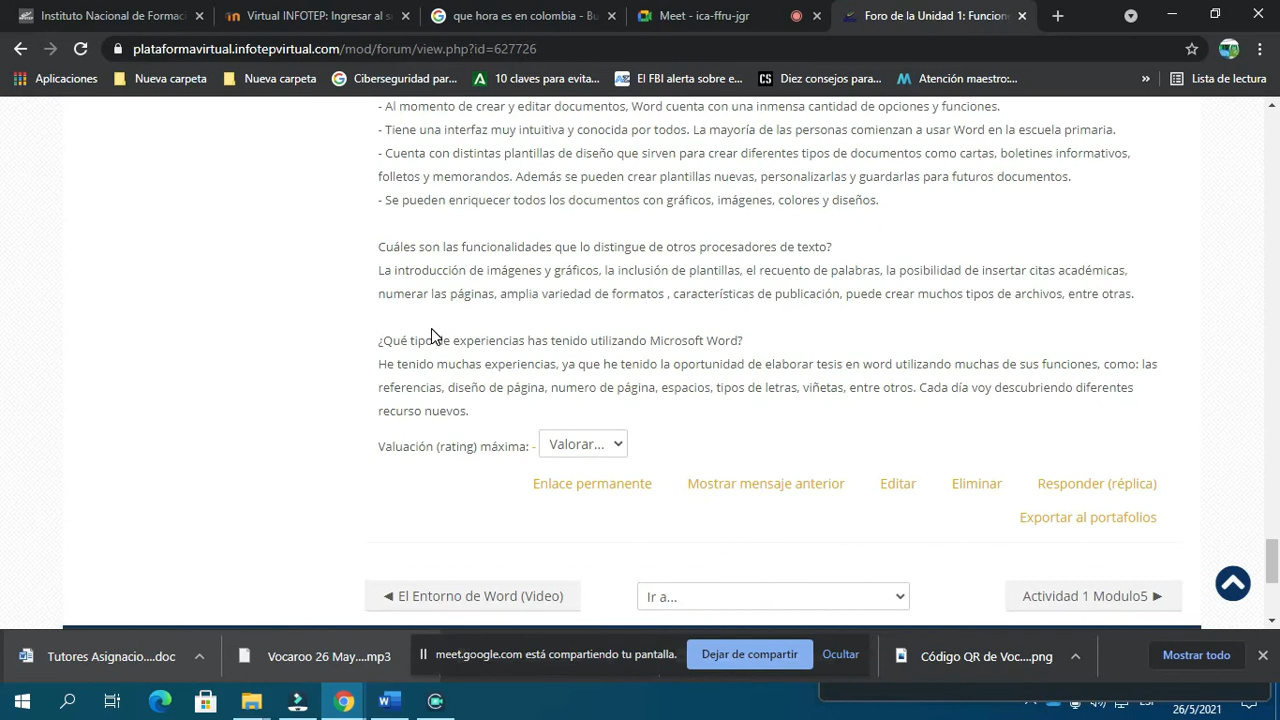 Instituto Nacional de Formaci
Virtual INFOTEP: Ingresar al s
que hora es en colombia - Bu
Meet - ica-ffru-jgr
Foro de la Unidad 1: Funcion
plataformavirtual.infotepvirtual.com/mod/forum/view.php?id=627726
Aplicaciones
Nueva carpeta
Nueva carpeta
Ciberseguridad par...
10 claves para evita...
El FBI alerta sobre e...
Diez consejos para...
Atención maestro:...
»
Lista de lectura
- Al momento de crear y editar documentos, Word cuenta con una inmensa cantidad de opciones y funciones.
- Tiene una interfaz muy intuitiva y conocida por todos. La mayoría de las personas comienzan a usar Word en la escuela primaria.
- Cuenta con distintas plantillas de diseño que sirven para crear diferentes tipos de documentos como cartas, boletines informativos,
folletos y memorandos. Además se pueden crear plantillas nuevas, personalizarlas y guardarlas para futuros documentos.
- Se pueden enriquecer todos los documentos con gráficos, imágenes, colores y diseños.
Cuáles son las funcionalidades que lo distingue de otros procesadores de texto?
La introducción de imágenes y gráficos, la inclusión de plantillas, el recuento de palabras, la posibilidad de insertar citas académicas,
numerar las páginas, amplia variedad de formatos , características de publicación, puede crear muchos tipos de archivos, entre otras.
¿Qué tipo de experiencias has tenido utilizando Microsoft Word?
He tenido muchas experiencias, ya que he tenido la oportunidad de elaborar tesis en word utilizando muchas de sus funciones, como: las
referencias, diseño de página, numero de página, espacios, tipos de letras, viñetas, entre otros. Cada día voy descubriendo diferentes
recurso nuevos.
Valuación (rating) máxima: - Valorar...
Enlace permanente Mostrar mensaje anterior Editar Eliminar Responder (réplica)
Exportar al portafolios
◄ El Entorno de Word (Video)
Ir a...
Actividad 1 Modulo5 ►
Tutores Asignacio....doc
Vocaroo 26 May....mp3
meet.google.com está compartiendo tu pantalla.
Dejar de compartir
Ocultar
Código QR de Voc....png
Mostrar todo
26/5/2021